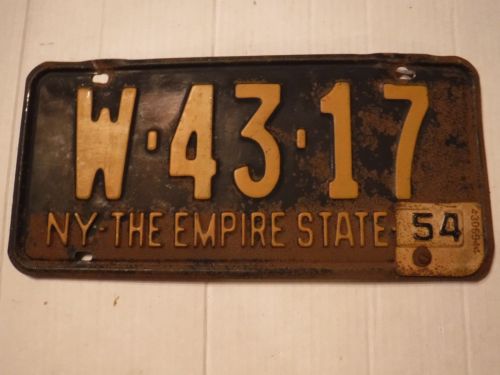 W·43·17
NY·THE EMPIRE STATE
54